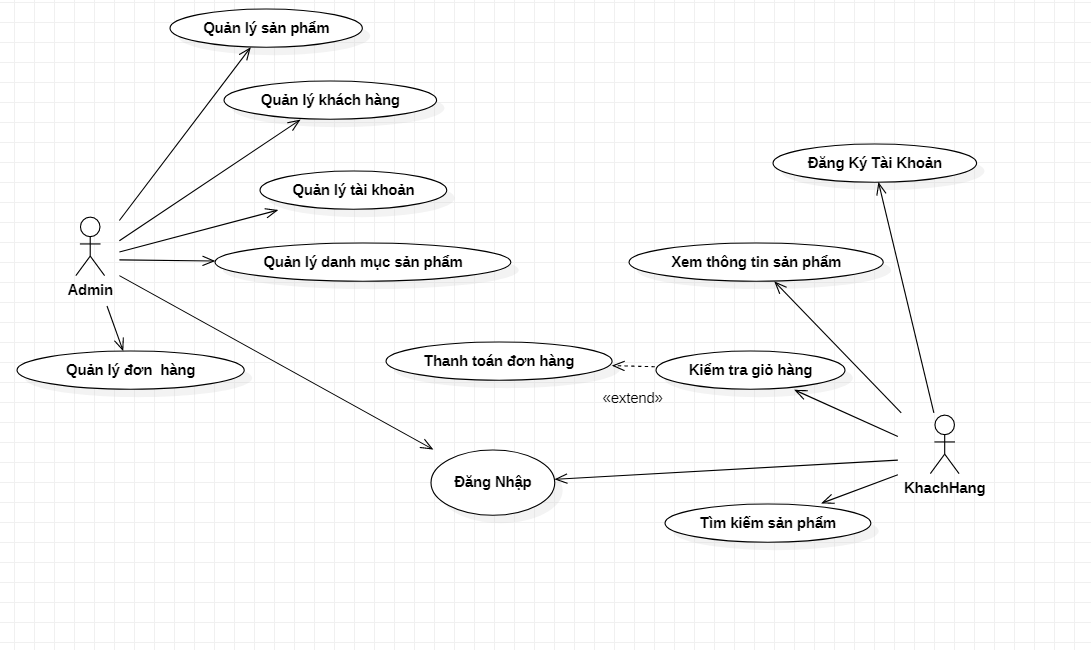 Quản lý sản phẩm
Quản lý khách hàng
Đăng Ký Tài Khoản
Quản lý tài khoản
Quản lý danh mục sản phẩm
Xem thông tin sản phẩm
Admin
Thanh toán đơn hàng
Quản lý đơn  hàng
Kiểm tra giỏ hàng
«extend»
Đăng Nhập
KhachHang
Tìm kiếm sản phẩm